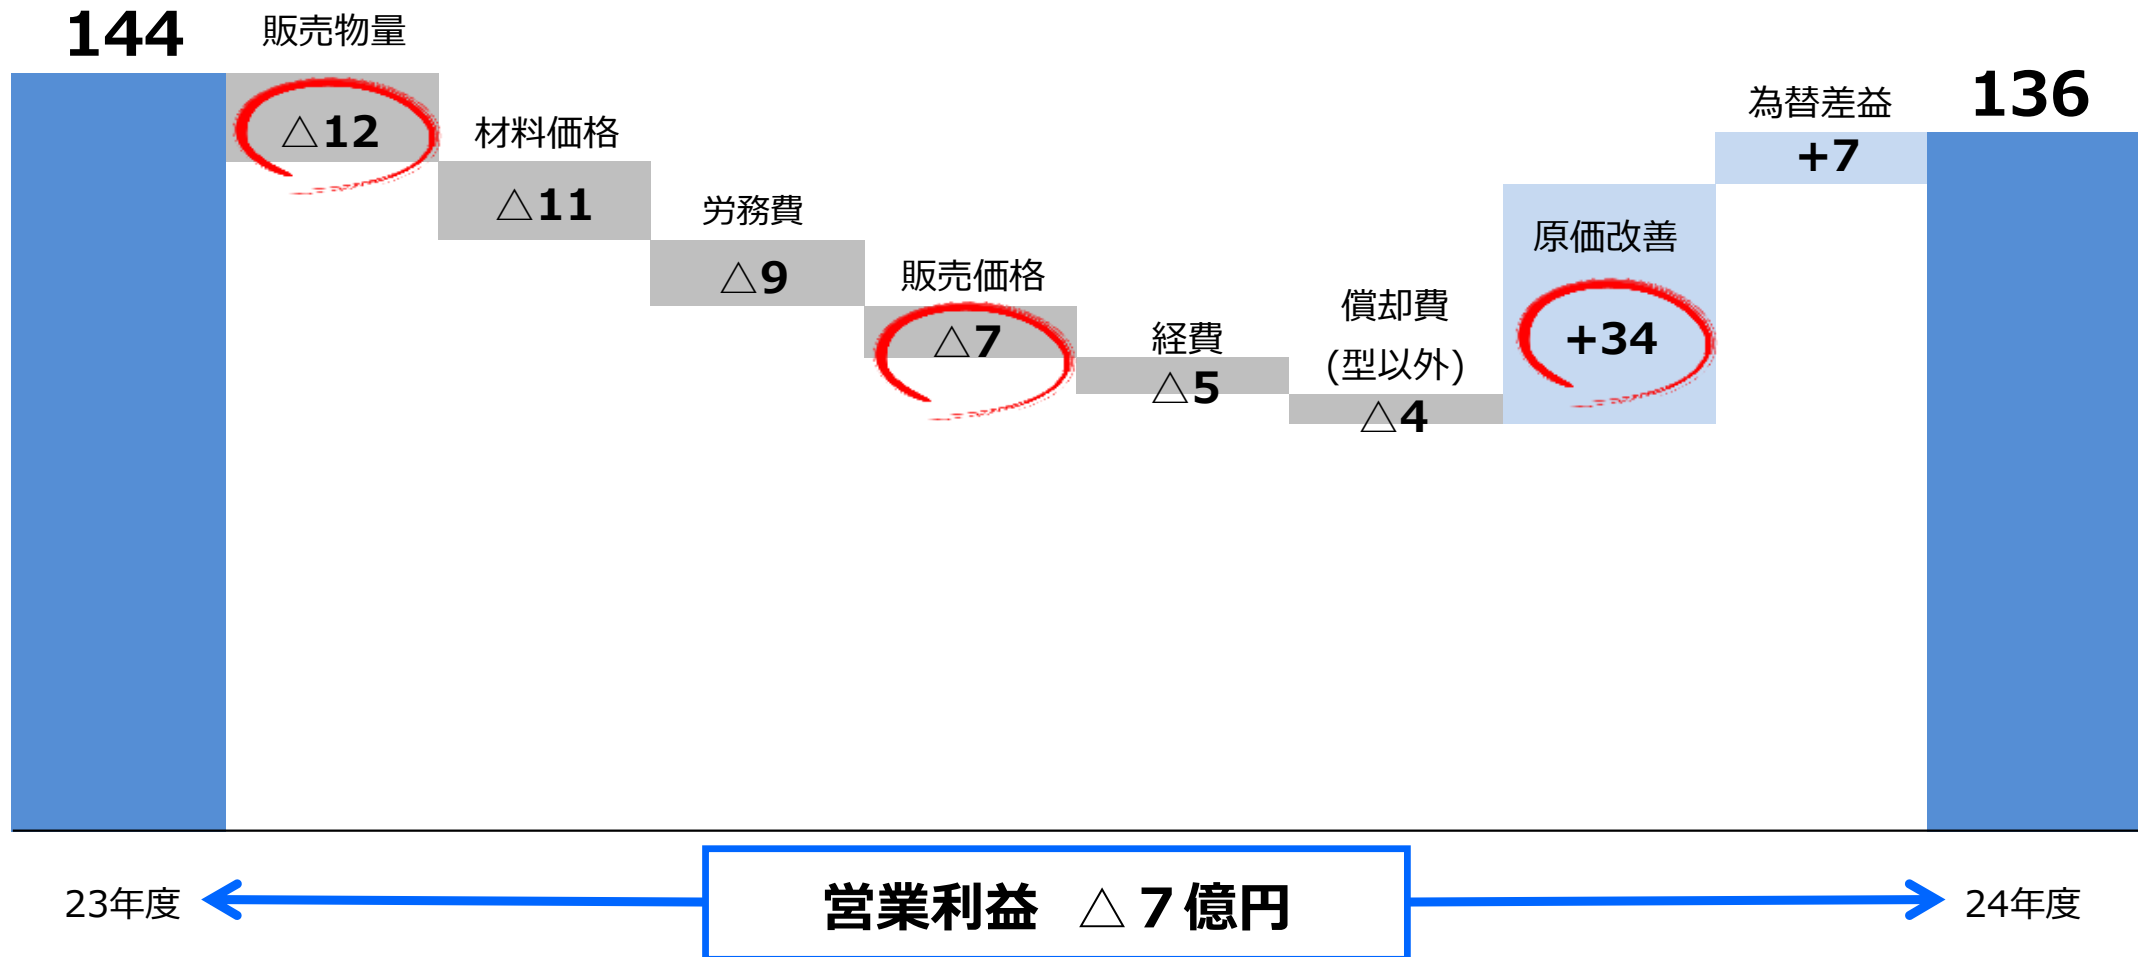 144
販売物量
△12
材料価格
△11
労務費
△9
販売価格
△7
経費
△5
償却費
(型以外)
△4
原価改善
+34
為替差益
+7
136
23年度
営業利益 △７億円
24年度